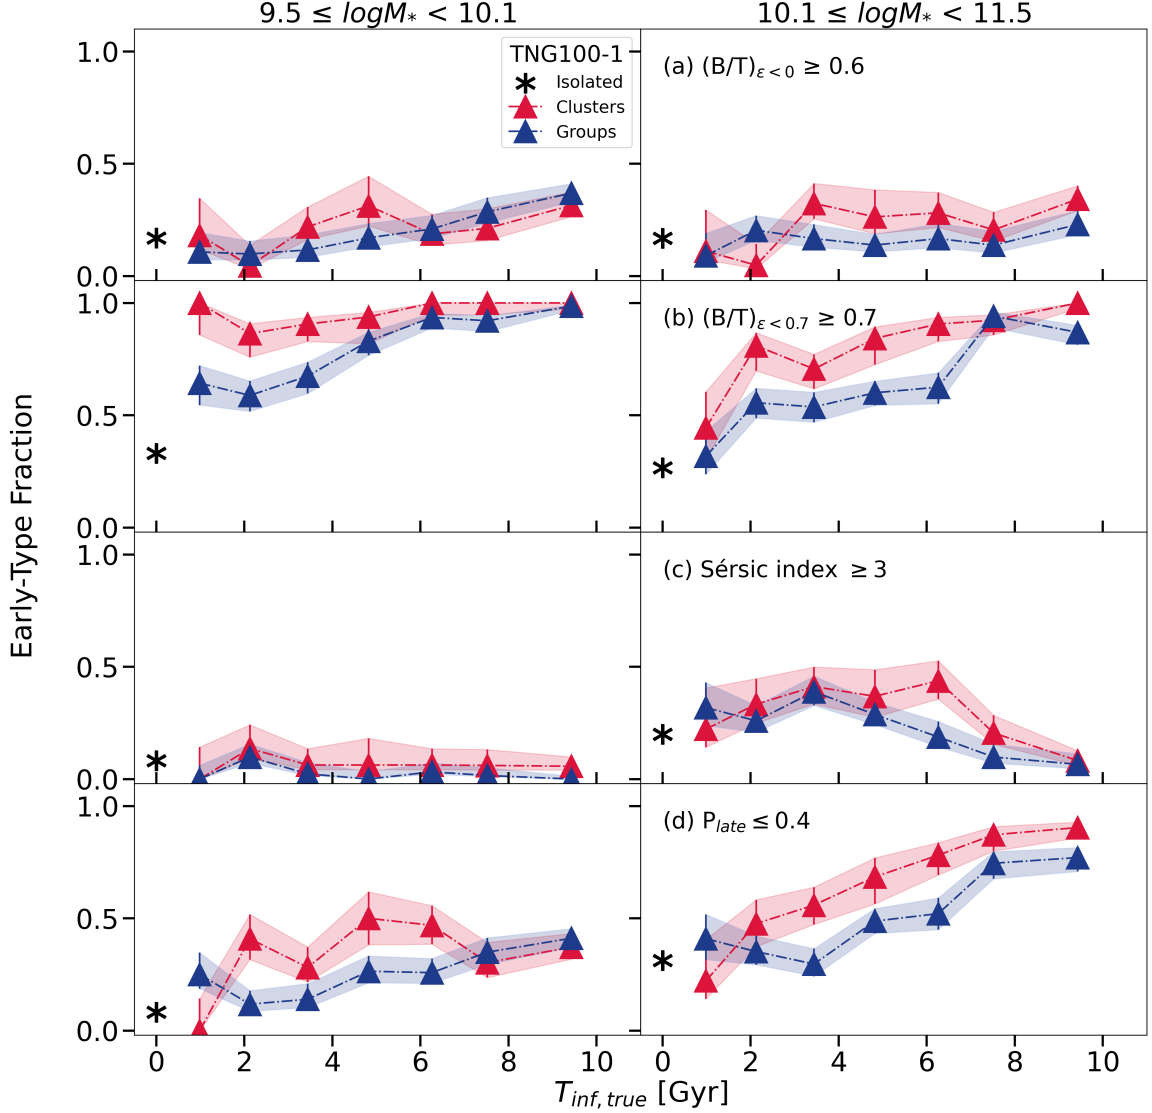 9.5 ≤ logM* < 10.1
10.1 ≤ logM* < 11.5
TNG100-1
Isolated
Clusters
Groups
(a) (B/T)ε<0 ≥ 0.6
1.0
0.5
0.0
(b) (B/T)ε<0.7 ≥ 0.7
1.0
0.5
0.0
(c) Sérsic index ≥ 3
1.0
0.5
0.0
(d) Plate ≤ 0.4
1.0
0.5
0.0
Early-Type Fraction
0 2 4 6 8 10
0 2 4 6 8 10
Tinf, true [Gyr]